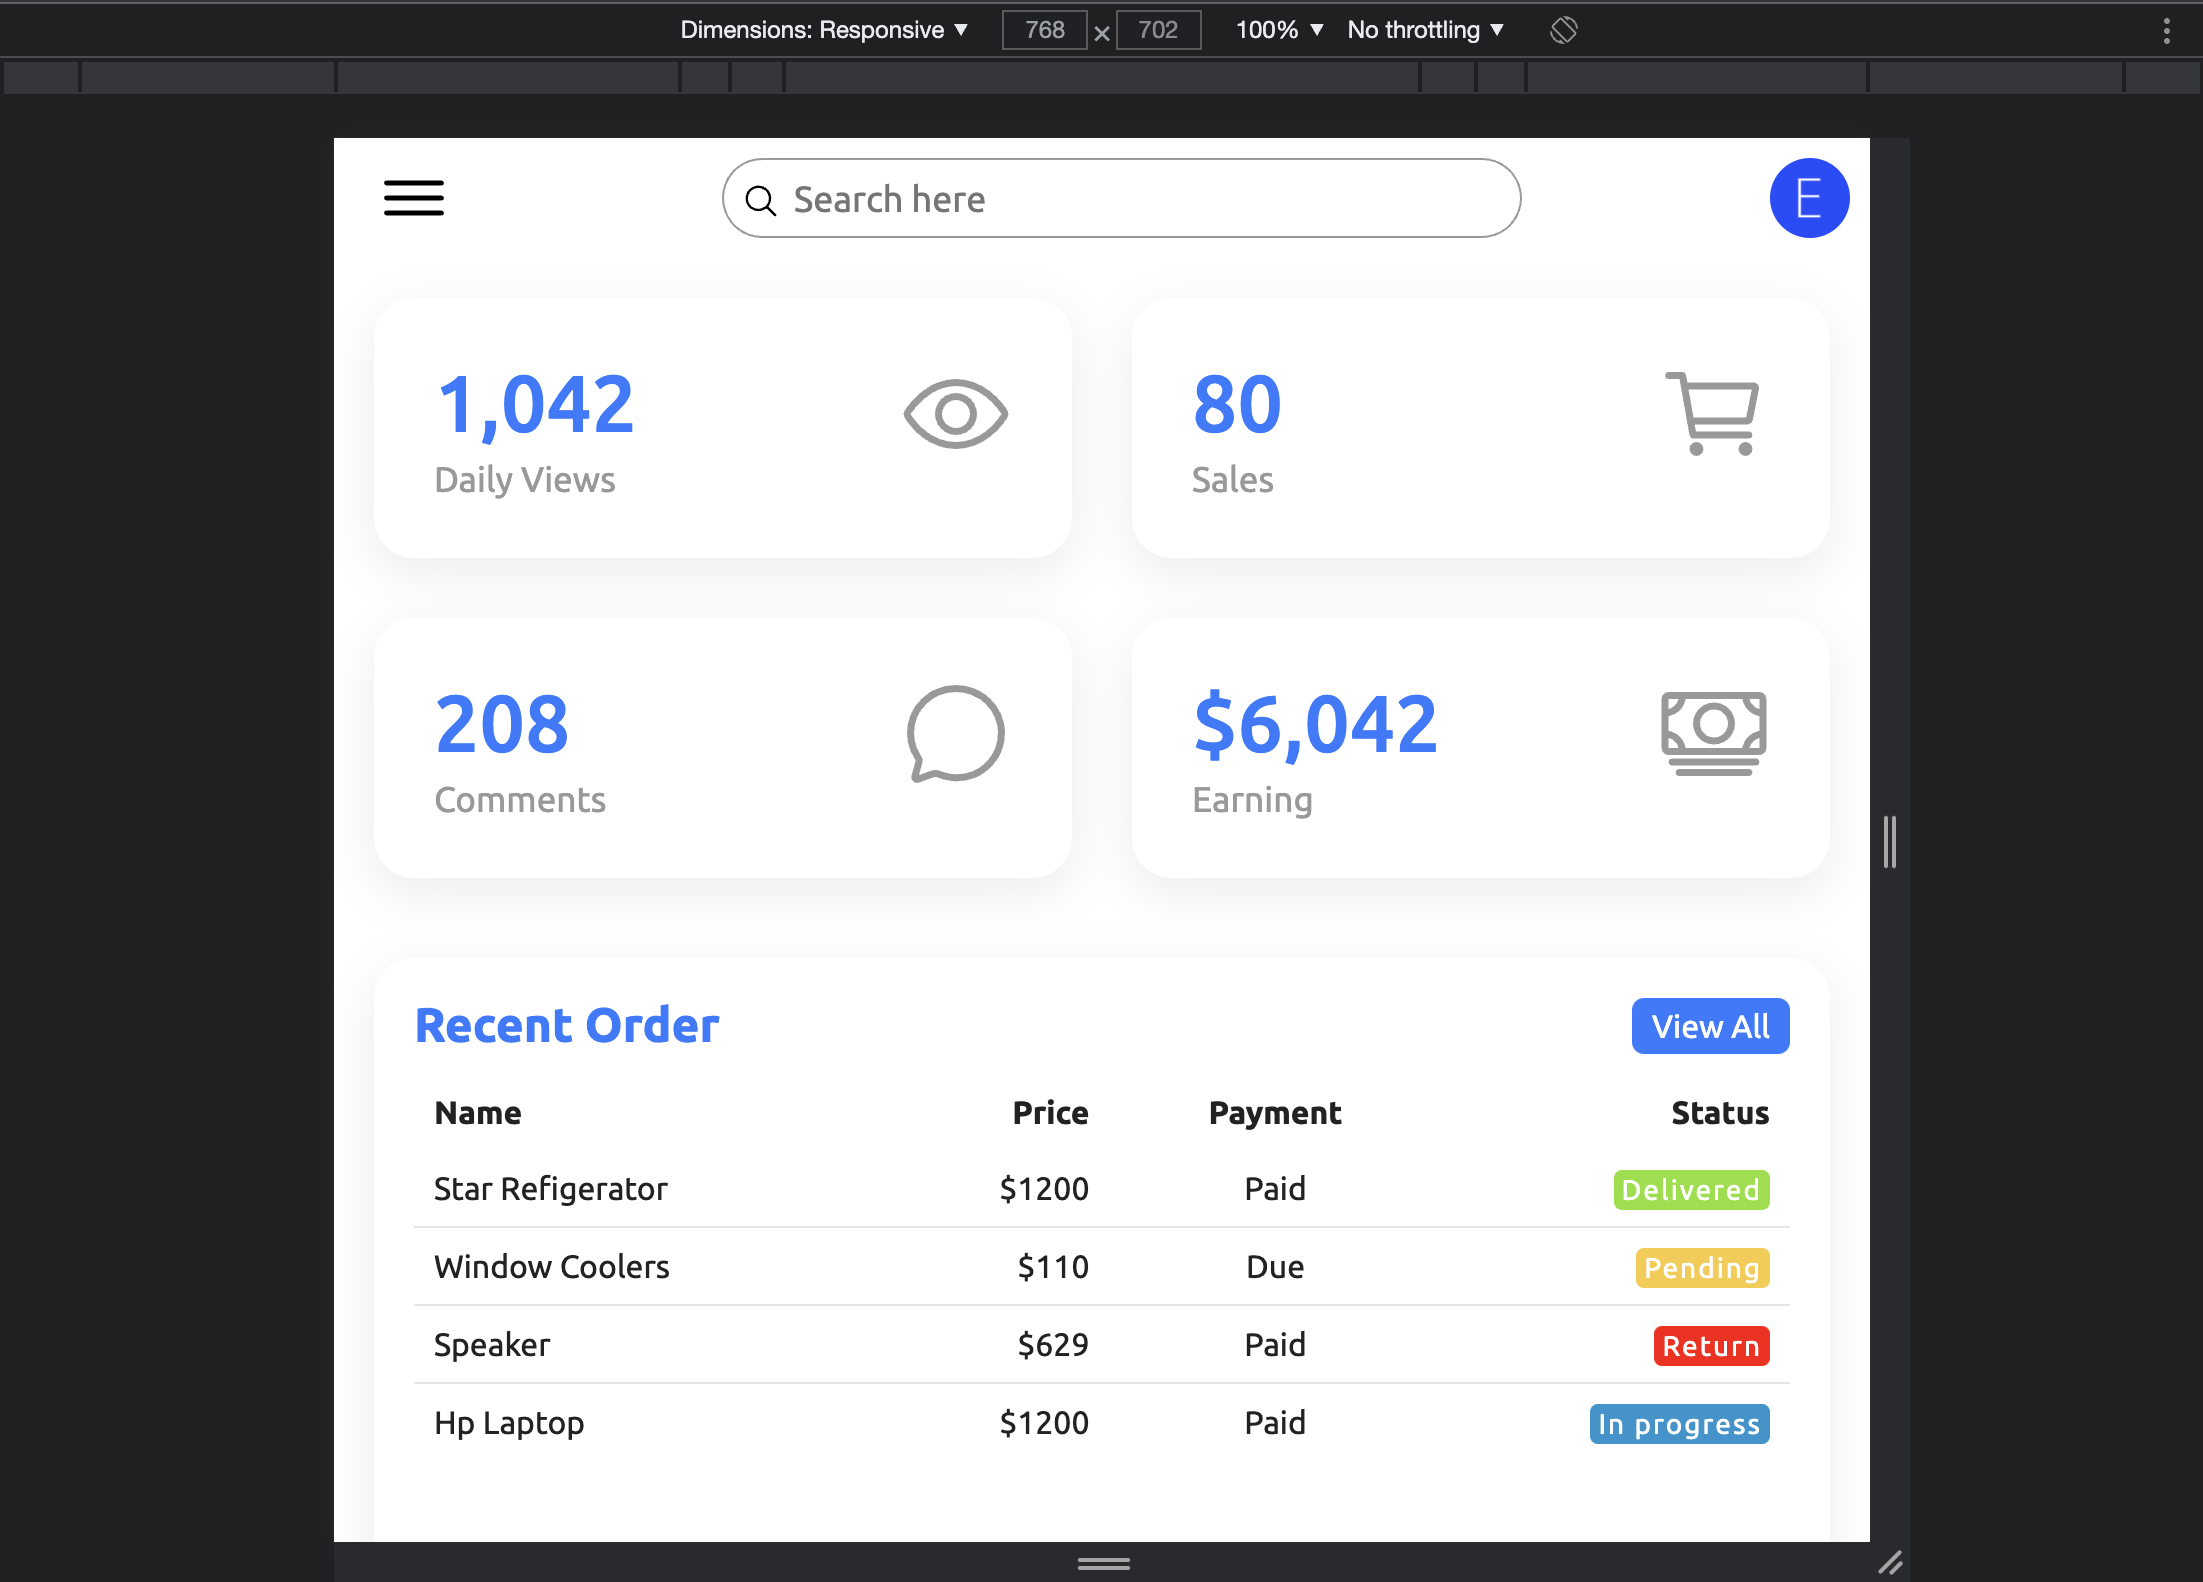 Dimensions: Responsive ▼ 768 × 702 100% ▼ No throttling ▼
Search here
E
1,042
Daily Views
80
Sales
208
Comments
$6,042
Earning
Recent Order
View All
Name Price Payment Status
Star Refigerator $1200 Paid Delivered
Window Coolers $110 Due Pending
Speaker $629 Paid Return
Hp Laptop $1200 Paid In progress